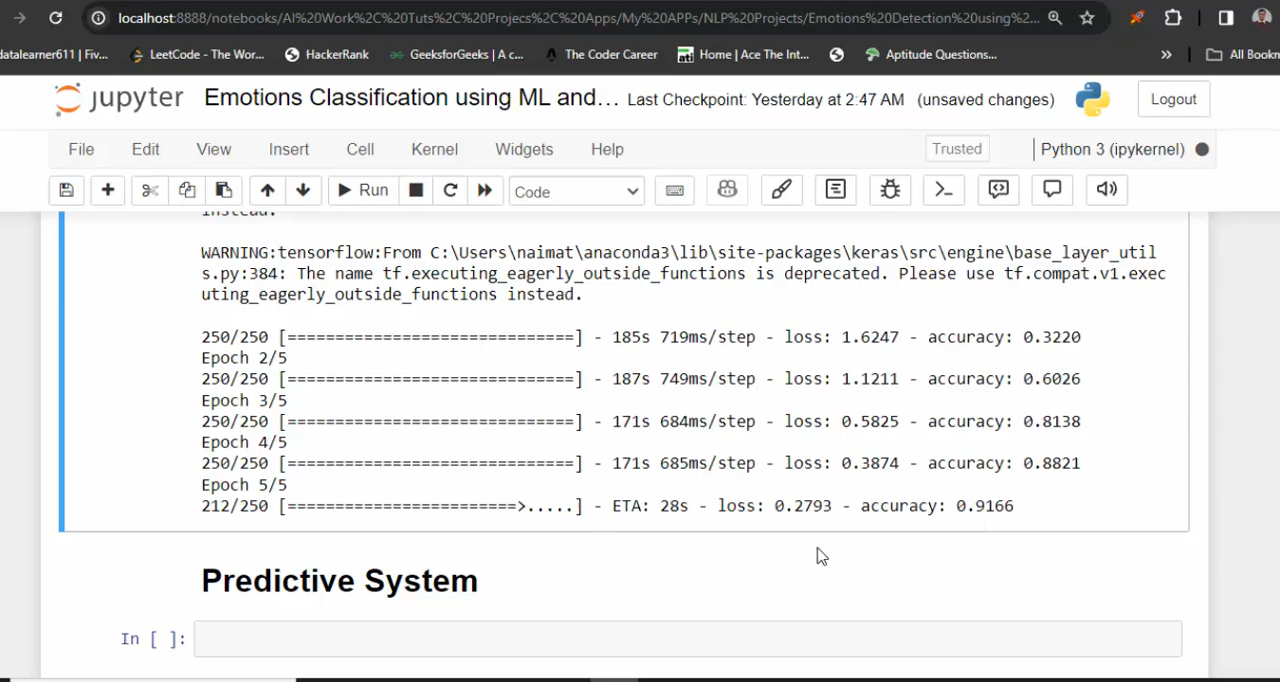 localhost:8888/notebooks/AI%20Work%2C%20Tuts%2C%20Projecs%2C%20Apps/My%20APPs/NLP%20Projects/Emotions%20Detection%20using%2...
datalearner611 | Fiv... LeetCode - The Wor... HackerRank GeeksforGeeks | A c... The Coder Career Home | Ace The Int... Aptitude Questions... » All Bookm
jupyter Emotions Classification using ML and... Last Checkpoint: Yesterday at 2:47 AM (unsaved changes) Logout
File Edit View Insert Cell Kernel Widgets Help Trusted Python 3 (ipykernel)
Run Code
instead.
WARNING:tensorflow:From C:\Users\naimat\anaconda3\lib\site-packages\keras\src\engine\base_layer_util
s.py:384: The name tf.executing_eagerly_outside_functions is deprecated. Please use tf.compat.v1.exec
uting_eagerly_outside_functions instead.
250/250 [==============================] - 185s 719ms/step - loss: 1.6247 - accuracy: 0.3220
Epoch 2/5
250/250 [==============================] - 187s 749ms/step - loss: 1.1211 - accuracy: 0.6026
Epoch 3/5
250/250 [==============================] - 171s 684ms/step - loss: 0.5825 - accuracy: 0.8138
Epoch 4/5
250/250 [==============================] - 171s 685ms/step - loss: 0.3874 - accuracy: 0.8821
Epoch 5/5
212/250 [========================>.....] - ETA: 28s - loss: 0.2793 - accuracy: 0.9166
Predictive System
In [ ]: